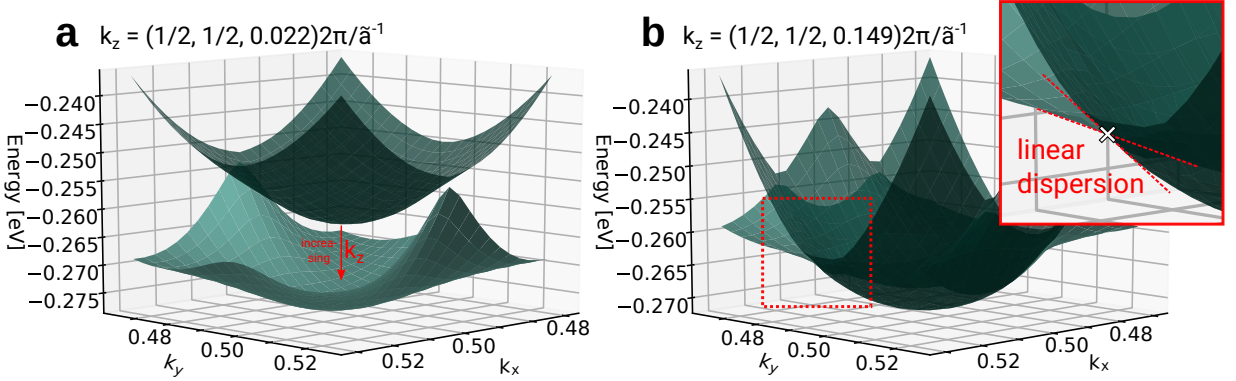 a k_z = (1/2, 1/2, 0.022)2π/ã⁻¹
−0.240
−0.245
−0.250
−0.255
−0.260
−0.265
−0.270
−0.275
Energy [eV]
increa
sing
k_z
0.48
0.50
0.52
k_y
0.52
0.50
0.48
k_x
b k_z = (1/2, 1/2, 0.149)2π/ã⁻¹
−0.240
−0.245
−0.250
−0.255
−0.260
−0.265
−0.270
Energy [eV]
0.48
0.50
0.52
k_y
0.52
0.50
0.48
k_x
linear
dispersion